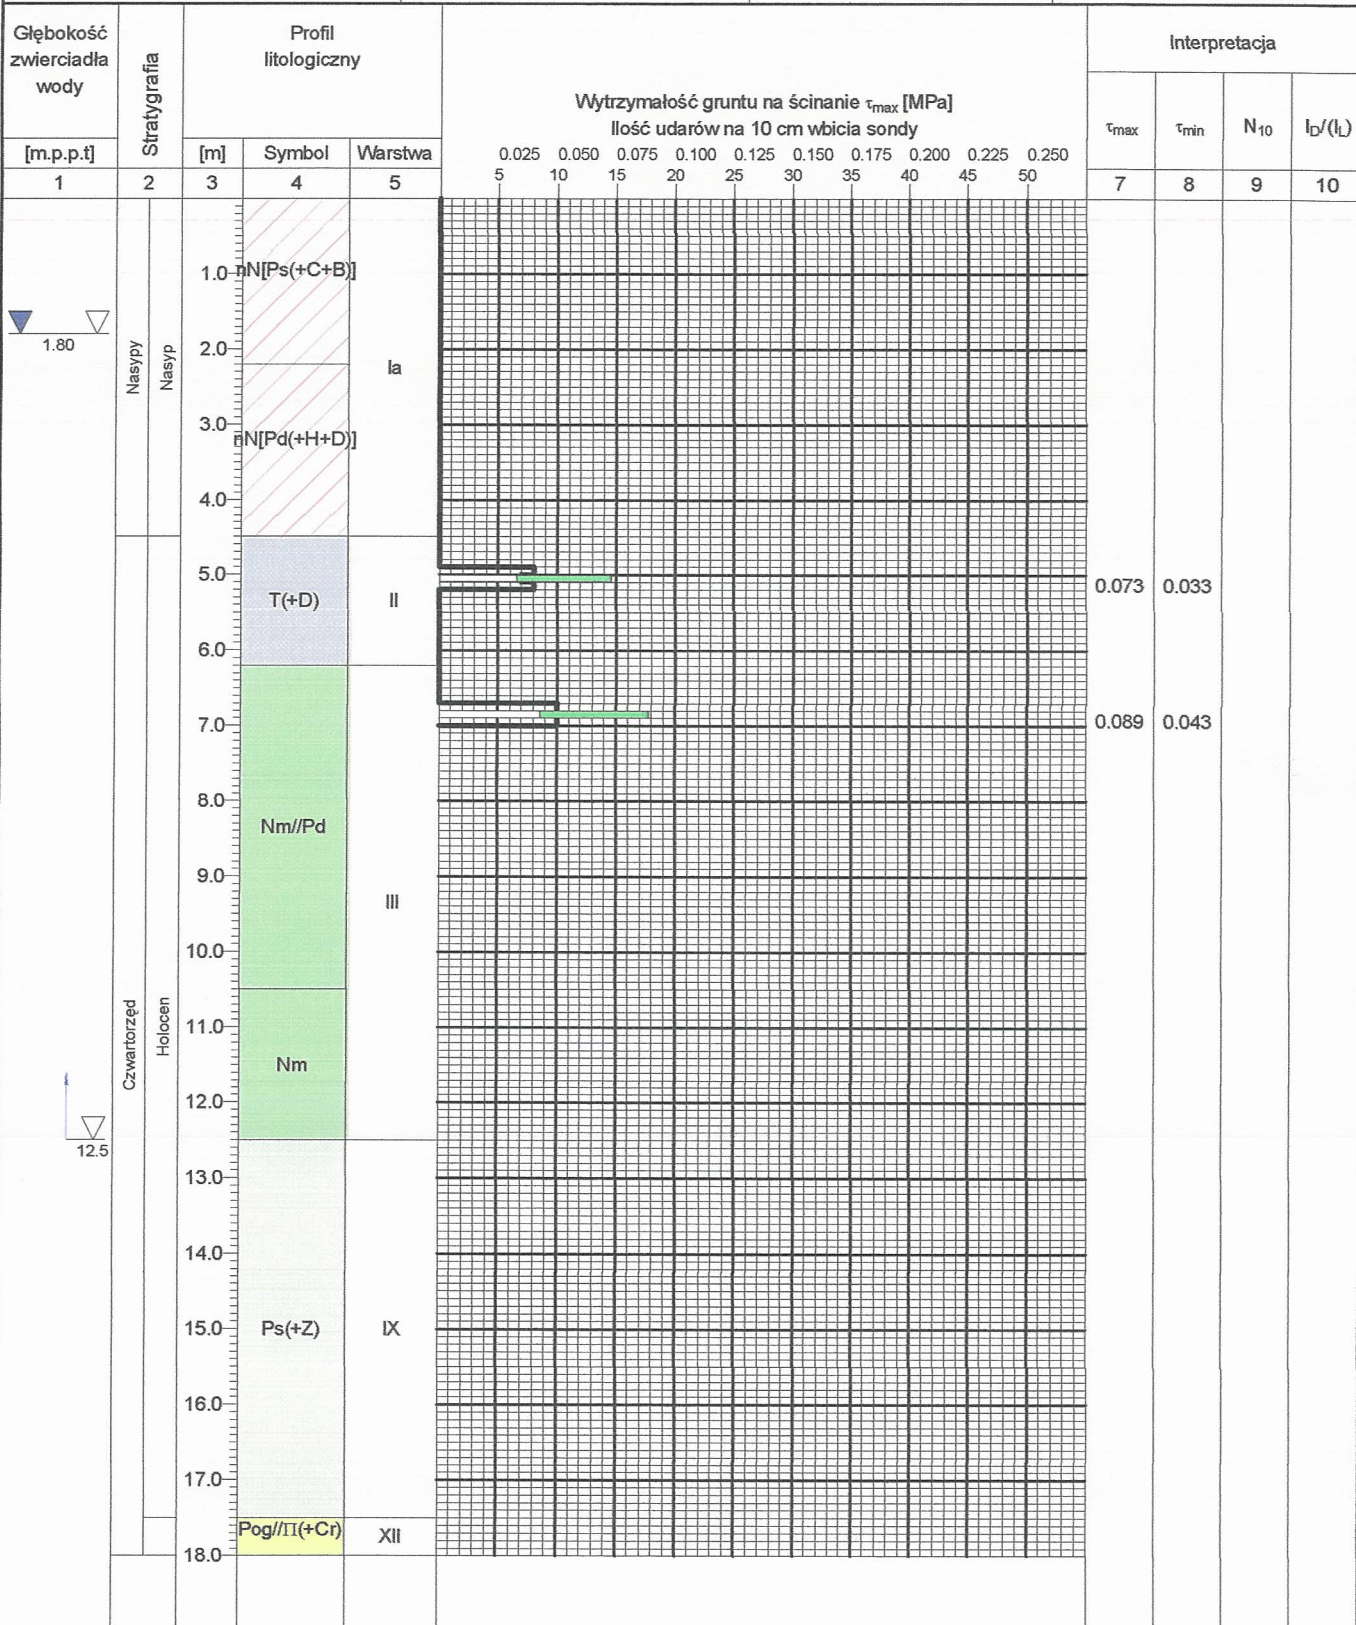 Głębokość
zwierciadła
wody
Stratygrafia
Profil
litologiczny
Wytrzymałość gruntu na ścinanie τmax [MPa]
Ilość udarów na 10 cm wbicia sondy
Interpretacja
τmax τmin N10 ID/(IL)
[m.p.p.t] [m] Symbol Warstwa
0.025 0.050 0.075 0.100 0.125 0.150 0.175 0.200 0.225 0.250
5 10 15 20 25 30 35 40 45 50
1 2 3 4 5 7 8 9 10
1.0 nN[Ps(+C+B)]
1.80
2.0
Nasypy Nasyp
Ia
3.0
nN[Pd(+H+D)]
4.0
5.0
0.073 0.033
T(+D) II
6.0
7.0
0.089 0.043
8.0
Nm//Pd
9.0
III
10.0
Czwartorzęd Holocen
11.0
Nm
12.0
12.5
13.0
14.0
15.0 Ps(+Z) IX
16.0
17.0
Pog//Π(+Cr) XII
18.0